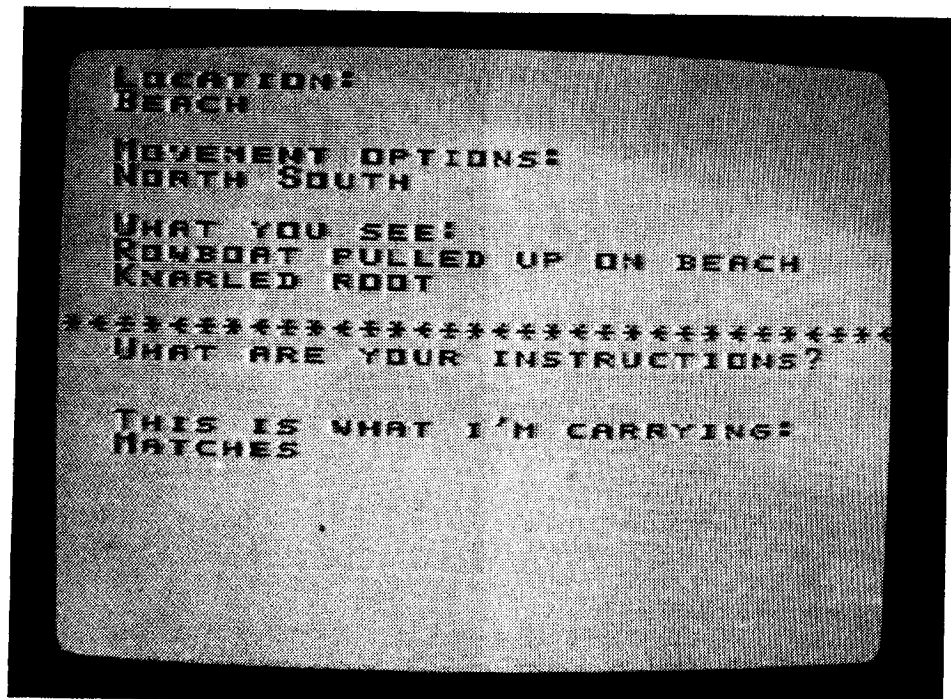 LOCATION:
BEACH
MOVEMENT OPTIONS:
NORTH SOUTH
WHAT YOU SEE:
ROWBOAT PULLED UP ON BEACH
KNARLED ROOT
*******************************
WHAT ARE YOUR INSTRUCTIONS?
THIS IS WHAT I'M CARRYING:
MATCHES